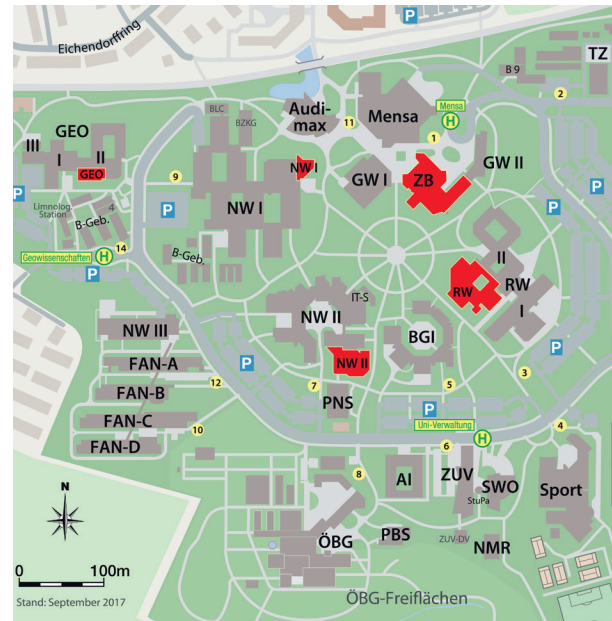 Eichendorffring
TZ
B 9
2
Mensa
H
BLC
BZKG
Audi-
max
11
Mensa
1
GEO
III
I
II
GEO
9
NW I
NW I
GW I
ZB
GW II
P
P
P
P
Limnolog.
Station
4
B-Geb.
14
Geowissenschaften
H
P
B-Geb.
II
RW
RW
I
IT-S
NW II
NW II
BGI
NW III
FAN-A
FAN-B
FAN-C
FAN-D
P
12
10
7
PNS
5
3
P
P
Uni-Verwaltung
H
4
6
8
AI
ZUV
SWO
StuPa
Sport
ÖBG
PBS
ZUV-DV
NMR
N
0
100m
Stand: September 2017
ÖBG-Freiflächen